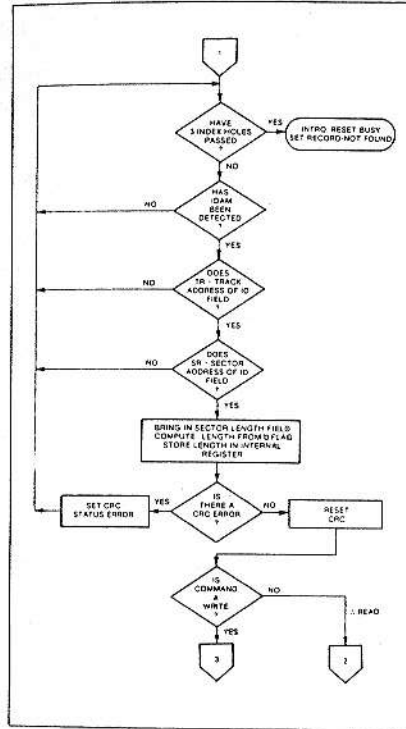 1
HAVE
3 INDEX HOLES
PASSED
?
YES
INTRQ RESET BUSY
SET RECORD-NOT FOUND
NO
HAS
IDAM
BEEN
DETECTED
?
NO
YES
DOES
TR - TRACK
ADDRESS OF ID
FIELD
?
NO
YES
DOES
SR - SECTOR
ADDRESS OF ID
FIELD
?
NO
YES
BRING IN SECTOR LENGTH FIELD
COMPUTE LENGTH FROM FLAG
STORE LENGTH IN INTERNAL
REGISTER
SET CRC
STATUS ERROR
YES
IS
THERE A
CRC ERROR
?
NO
RESET
CRC
IS
COMMAND
A
WRITE
?
NO
YES
∴ READ
3
2